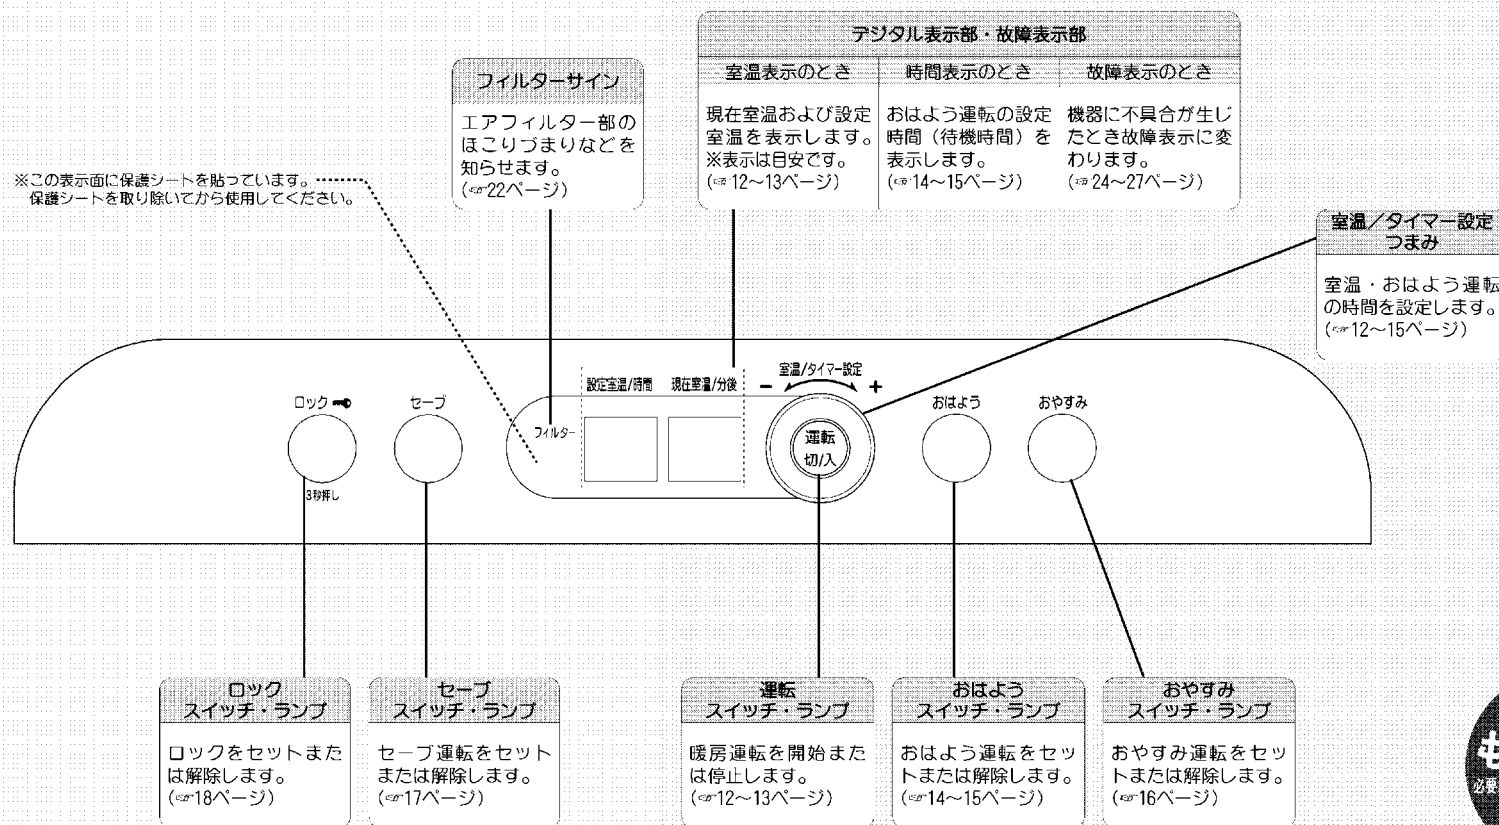 デジタル表示部・故障表示部
室温表示のとき
現在室温および設定
室温を表示します。
※表示は目安です。
(☞12〜13ページ)
時間表示のとき
おはよう運転の設定
時間（待機時間）を
表示します。
(☞14〜15ページ)
故障表示のとき
機器に不具合が生じ
たとき故障表示に変
わります。
(☞24〜27ページ)
フィルターサイン
エアフィルター部の
ほこりづまりなどを
知らせます。
(☞22ページ)
※この表示面に保護シートを貼っています。
保護シートを取り除いてから使用してください。
室温／タイマー設定
つまみ
室温・おはよう運転
の時間を設定します。
(☞12〜15ページ)
ロック
3秒押し
セーブ
フィルター
設定室温/時間
現在室温/分後
室温/タイマー設定
− +
運転
切/入
おはよう
おやすみ
ロック
スイッチ・ランプ
ロックをセットまた
は解除します。
(☞18ページ)
セーブ
スイッチ・ランプ
セーブ運転をセット
または解除します。
(☞17ページ)
運転
スイッチ・ランプ
暖房運転を開始また
は停止します。
(☞12〜13ページ)
おはよう
スイッチ・ランプ
おはよう運転をセッ
トまたは解除します。
(☞14〜15ページ)
おやすみ
スイッチ・ランプ
おやすみ運転をセッ
トまたは解除します。
(☞16ページ)
必要